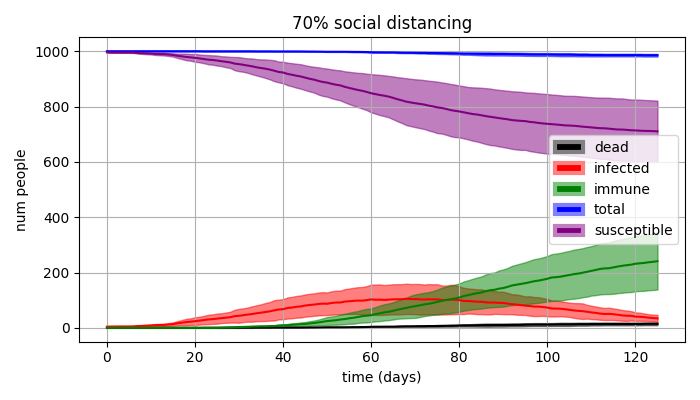 70% social distancing
num people
1000
800
600
400
200
0
dead
infected
immune
total
susceptible
0 20 40 60 80 100 120
time (days)